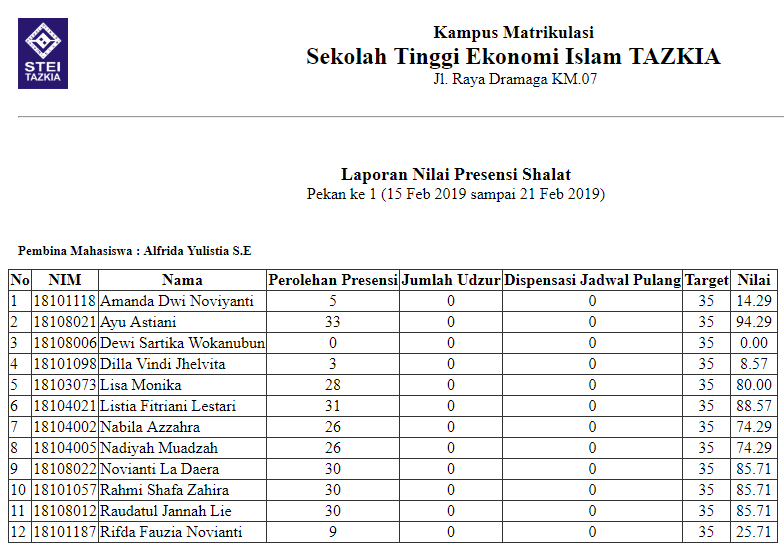 STEI
TAZKIA
Kampus Matrikulasi
Sekolah Tinggi Ekonomi Islam TAZKIA
Jl. Raya Dramaga KM.07
Laporan Nilai Presensi Shalat
Pekan ke 1 (15 Feb 2019 sampai 21 Feb 2019)
Pembina Mahasiswa : Alfrida Yulistia S.E
No NIM Nama Perolehan Presensi Jumlah Udzur Dispensasi Jadwal Pulang Target Nilai
1 18101118 Amanda Dwi Noviyanti 5 0 0 35 14.29
2 18108021 Ayu Astiani 33 0 0 35 94.29
3 18108006 Dewi Sartika Wokanubun 0 0 0 35 0.00
4 18101098 Dilla Vindi Jhelvita 3 0 0 35 8.57
5 18103073 Lisa Monika 28 0 0 35 80.00
6 18104021 Listia Fitriani Lestari 31 0 0 35 88.57
7 18104002 Nabila Azzahra 26 0 0 35 74.29
8 18104005 Nadiyah Muadzah 26 0 0 35 74.29
9 18108022 Novianti La Daera 30 0 0 35 85.71
10 18101057 Rahmi Shafa Zahira 30 0 0 35 85.71
11 18108012 Raudatul Jannah Lie 30 0 0 35 85.71
12 18101187 Rifda Fauzia Novianti 9 0 0 35 25.71